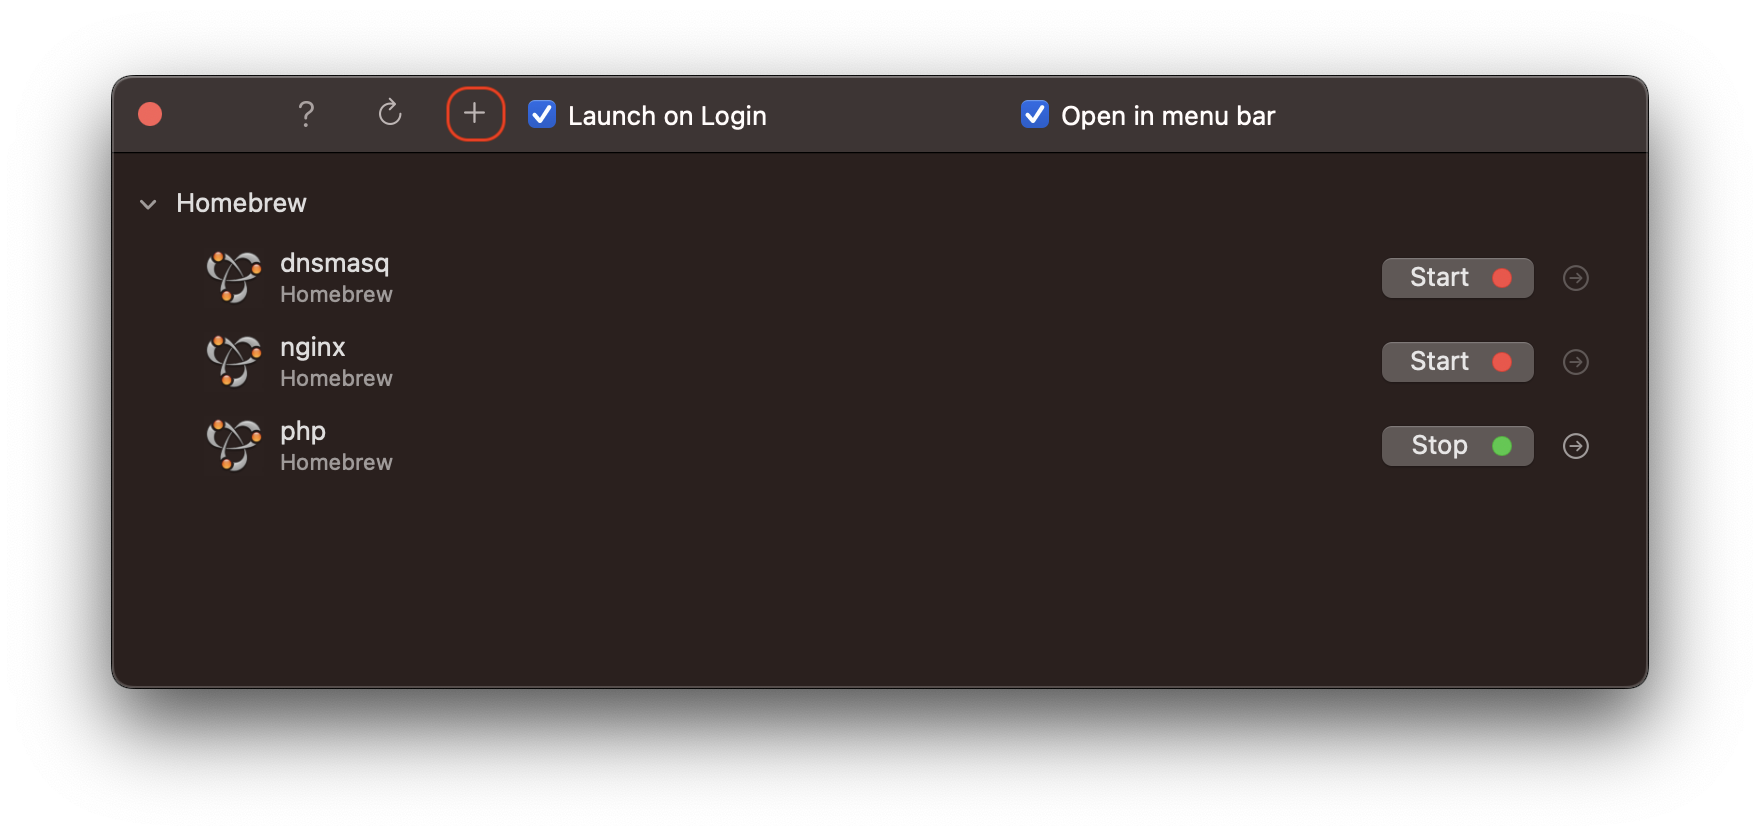 ? Launch on Login Open in menu bar
Homebrew
dnsmasq
Homebrew
Start
nginx
Homebrew
Start
php
Homebrew
Stop